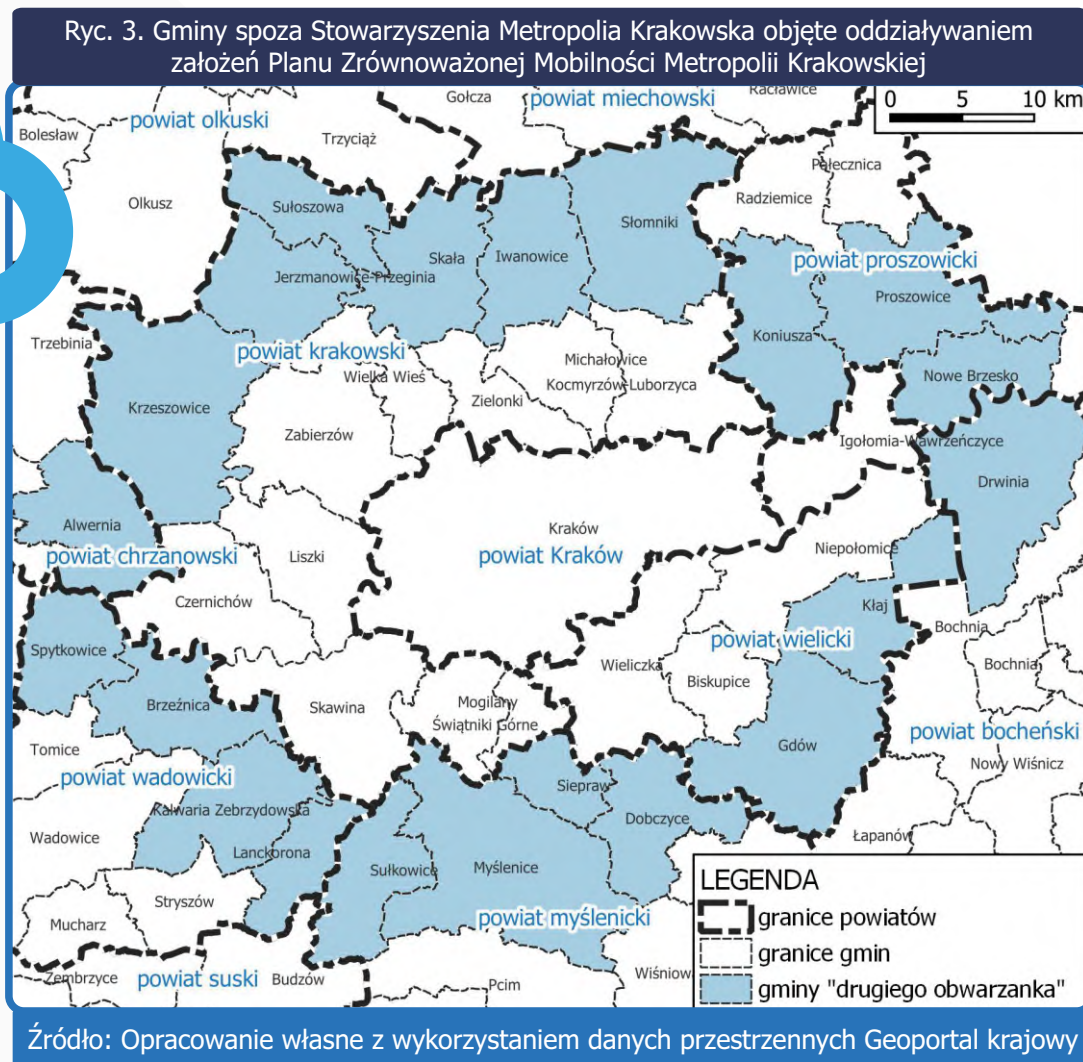 Ryc. 3. Gminy spoza Stowarzyszenia Metropolia Krakowska objęte oddziaływaniem
założeń Planu Zrównoważonej Mobilności Metropolii Krakowskiej
Gołcza
powiat miechowski
Racławice
0 5 10 km
Bolesław
powiat olkuski
Trzyciąż
Pałecznica
Olkusz
Radziemice
Sułoszowa
Słomniki
Skała
Iwanowice
powiat proszowicki
Jerzmanowice-Przeginia
Proszowice
Trzebinia
powiat krakowski
Michałowice
Koniusza
Wielka Wieś
Kocmyrzów-Luborzyca
Nowe Brzesko
Krzeszowice
Zielonki
Zabierzów
Igołomia-Wawrzeńczyce
Drwinia
Alwernia
Kraków
powiat chrzanowski
Liszki
powiat Kraków
Niepołomice
Czernichów
Kłaj
Bochnia
Spytkowice
powiat wielicki
Wieliczka
Bochnia
Biskupice
Brzeźnica
Skawina
Mogilany
Świątniki Górne
powiat bocheński
Tomice
Gdów
Nowy Wiśnicz
powiat wadowicki
Siepraw
Kalwaria Zebrzydowska
Dobczyce
Wadowice
Łapanów
Lanckorona
Sułkowice
Myślenice
LEGENDA
Stryszów
granice powiatów
Mucharz
powiat myślenicki
granice gmin
Zembrzyce
powiat suski
Budzów
Pcim
Wiśniowa
gminy "drugiego obwarzanka"
Źródło: Opracowanie własne z wykorzystaniem danych przestrzennych Geoportal krajowy